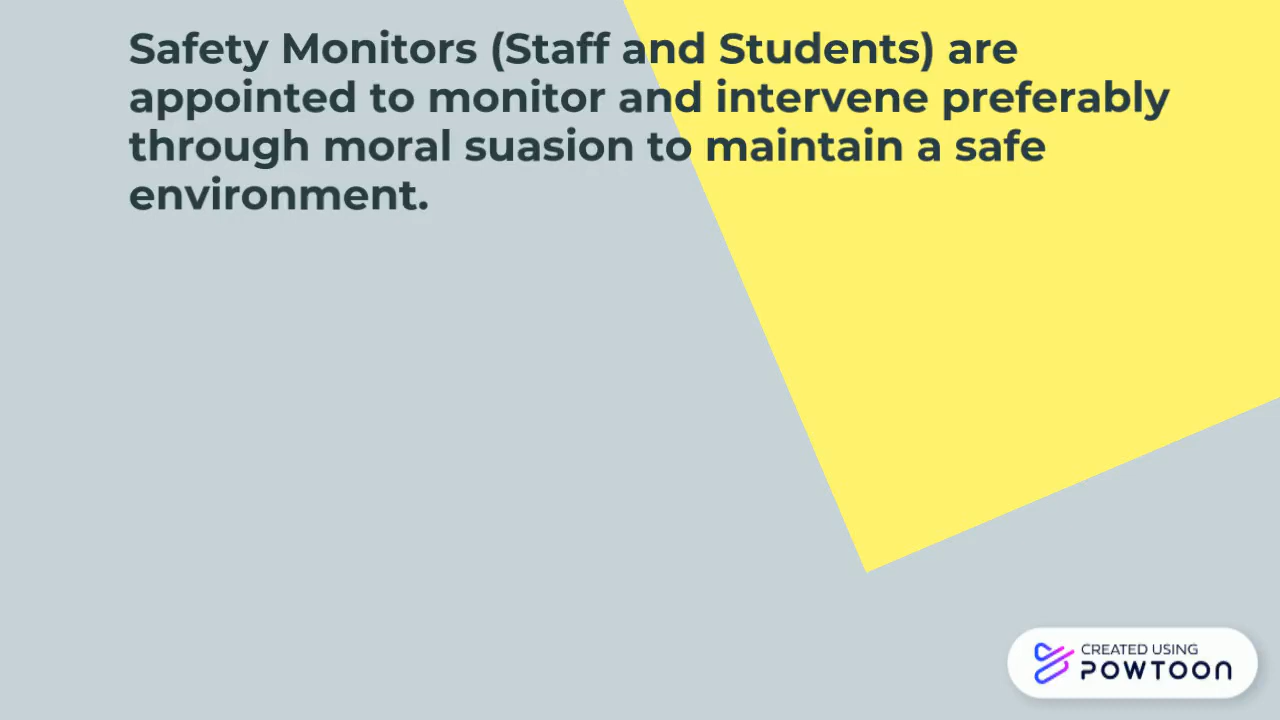 Safety Monitors (Staff and Students) are
appointed to monitor and intervene preferably
through moral suasion to maintain a safe
environment.
CREATED USING
POWTOON